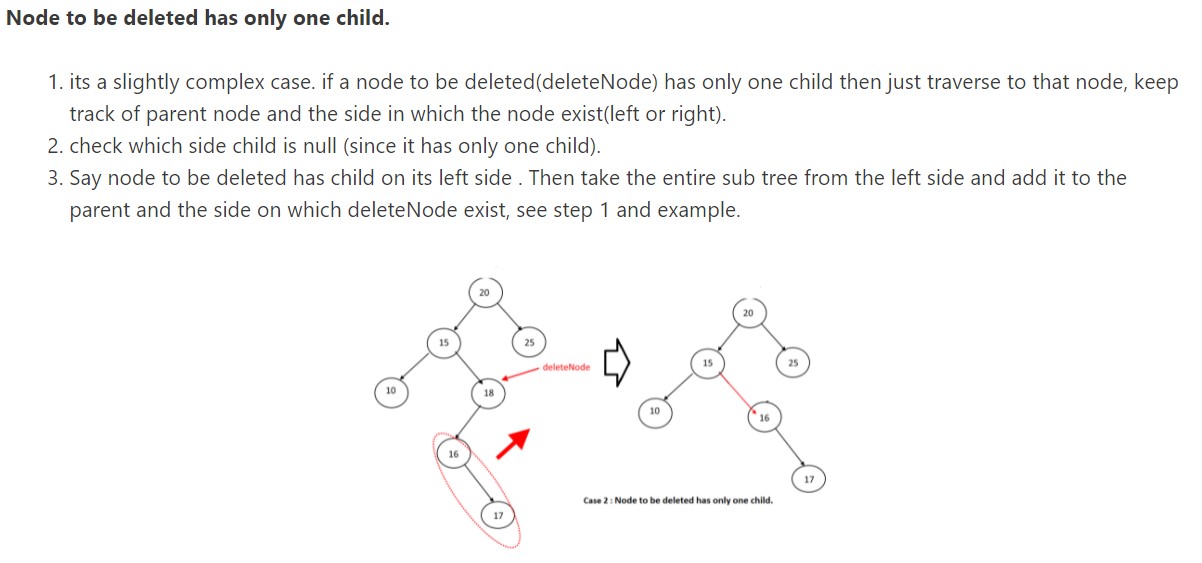 Node to be deleted has only one child.
1. its a slightly complex case. if a node to be deleted(deleteNode) has only one child then just traverse to that node, keep
track of parent node and the side in which the node exist(left or right).
2. check which side child is null (since it has only one child).
3. Say node to be deleted has child on its left side . Then take the entire sub tree from the left side and add it to the
parent and the side on which deleteNode exist, see step 1 and example.
20
15
25
deleteNode
10
18
16
17
20
15
25
10
16
17
Case 2 : Node to be deleted has only one child.